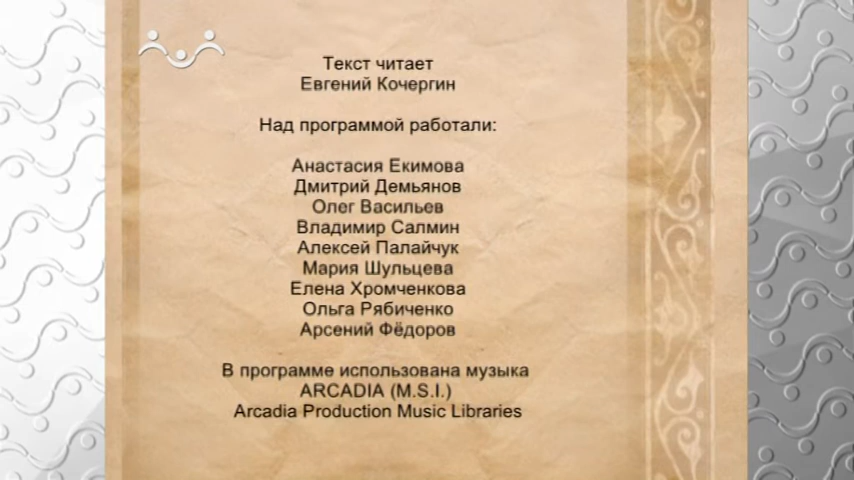 Текст читает
Евгений Кочергин
Над программой работали:
Анастасия Екимова
Дмитрий Демьянов
Олег Васильев
Владимир Салмин
Алексей Палайчук
Мария Шульцева
Елена Хромченкова
Ольга Рябиченко
Арсений Фёдоров
В программе использована музыка
ARCADIA (M.S.I.)
Arcadia Production Music Libraries